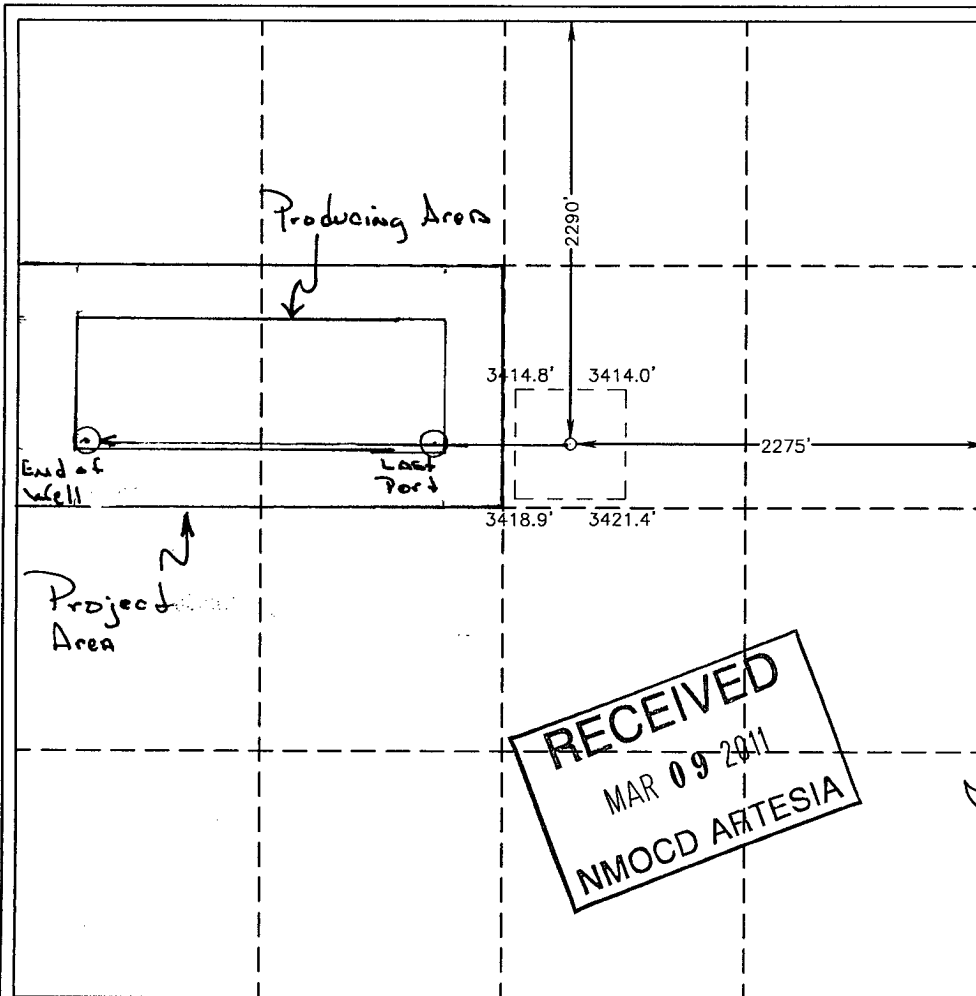 2290'
Producing Area
3414.8' 3414.0'
2275'
End of
Well
Last
Port
3418.9' 3421.4'
Project
Area
RECEIVED
MAR 09 2011
NMOCD ARTESIA